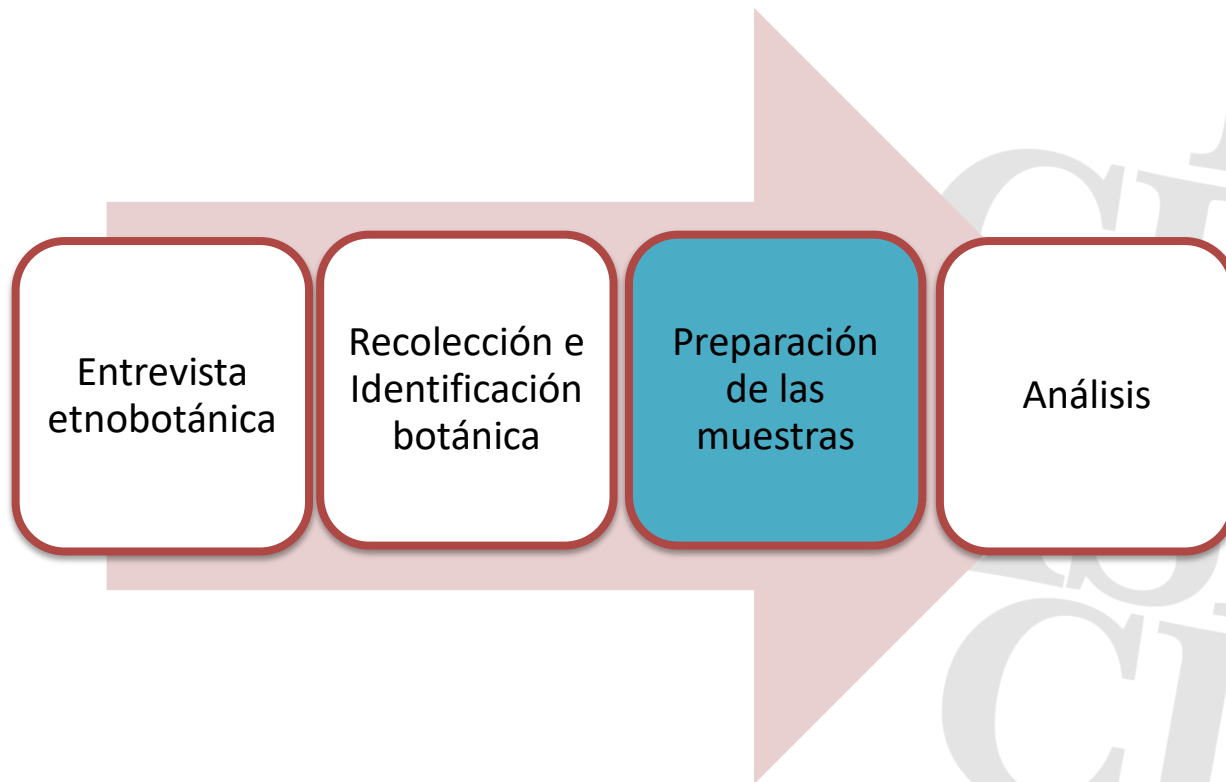 Entrevista
etnobotánica
Recolección e
Identificación
botánica
Preparación
de las
muestras
Análisis